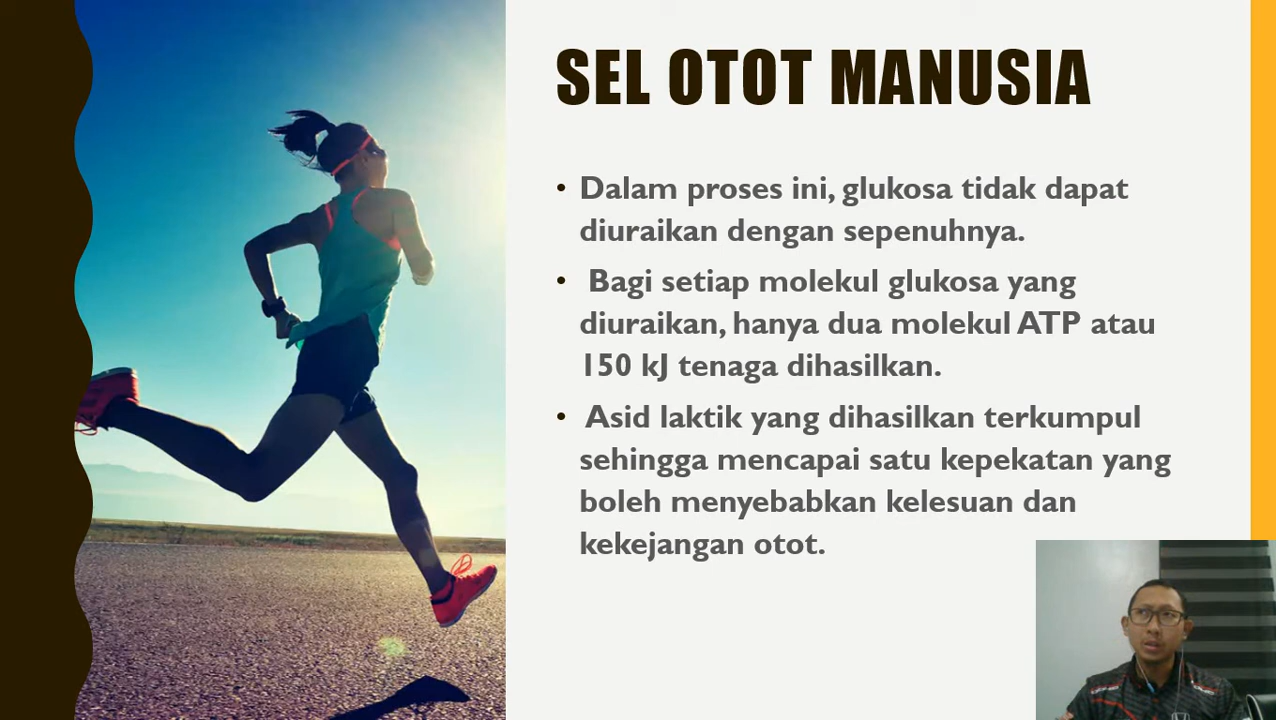 SEL OTOT MANUSIA
• Dalam proses ini, glukosa tidak dapat
diuraikan dengan sepenuhnya.
• Bagi setiap molekul glukosa yang
diuraikan, hanya dua molekul ATP atau
150 kJ tenaga dihasilkan.
• Asid laktik yang dihasilkan terkumpul
sehingga mencapai satu kepekatan yang
boleh menyebabkan kelesuan dan
kekejangan otot.